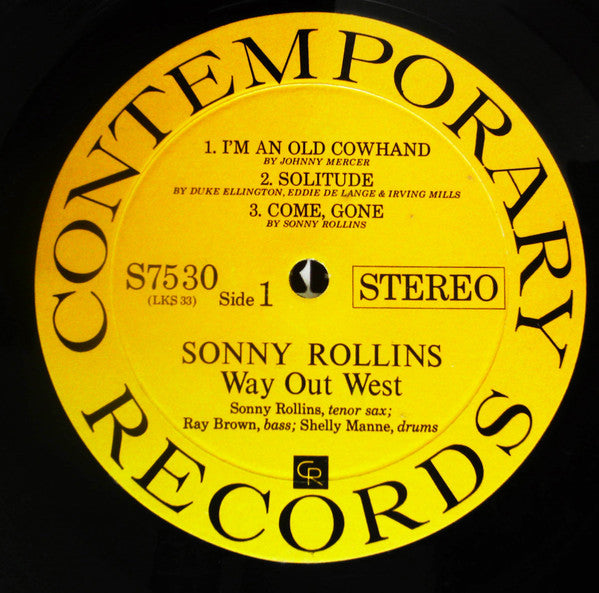 CONTEMPORARY
1. I'M AN OLD COWHAND
BY JOHNNY MERCER
2. SOLITUDE
BY DUKE ELLINGTON, EDDIE DE LANGE & IRVING MILLS
3. COME, GONE
BY SONNY ROLLINS
S7530
(LKS 33)
Side 1
STEREO
SONNY ROLLINS
Way Out West
Sonny Rollins, tenor sax;
Ray Brown, bass; Shelly Manne, drums
CR
RECORDS